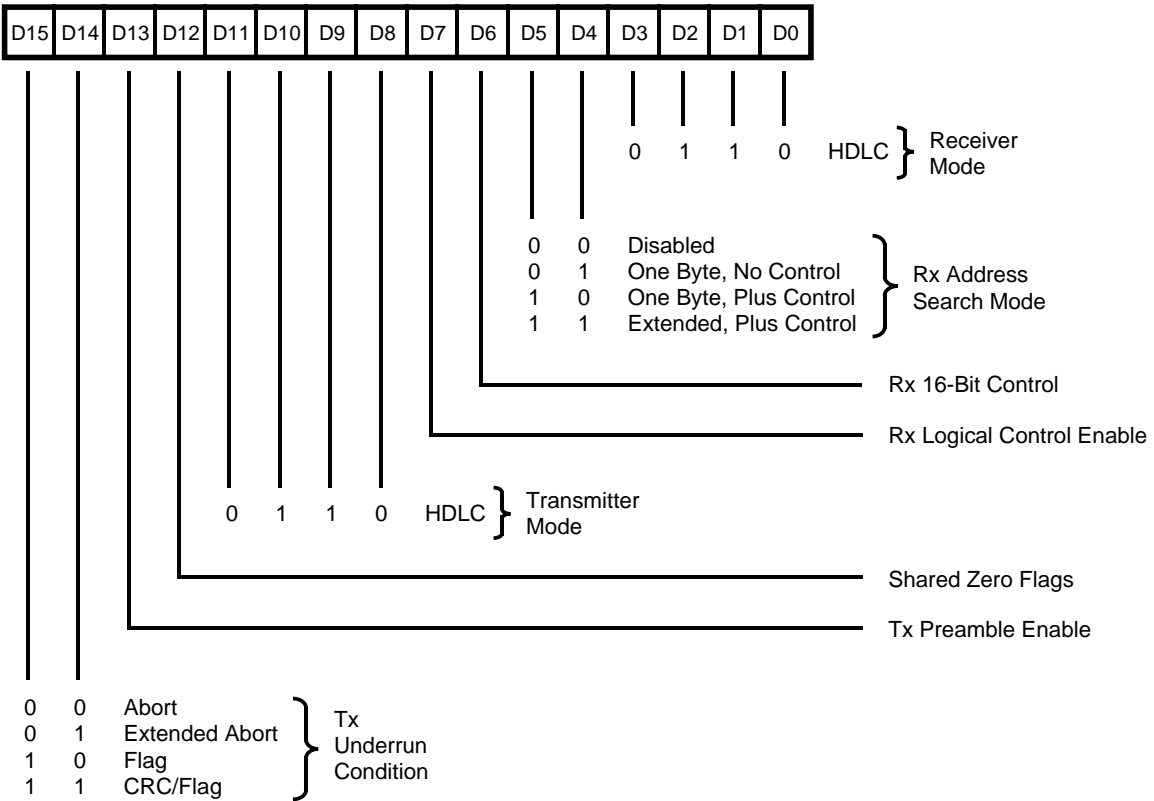 D15 D14 D13 D12 D11 D10 D9 D8 D7 D6 D5 D4 D3 D2 D1 D0
0 1 1 0 HDLC
Receiver
Mode
0 0 Disabled
0 1 One Byte, No Control
1 0 One Byte, Plus Control
1 1 Extended, Plus Control
Rx Address
Search Mode
Rx 16-Bit Control
Rx Logical Control Enable
0 1 1 0 HDLC
Transmitter
Mode
Shared Zero Flags
Tx Preamble Enable
0 0 Abort
0 1 Extended Abort
1 0 Flag
1 1 CRC/Flag
Tx
Underrun
Condition